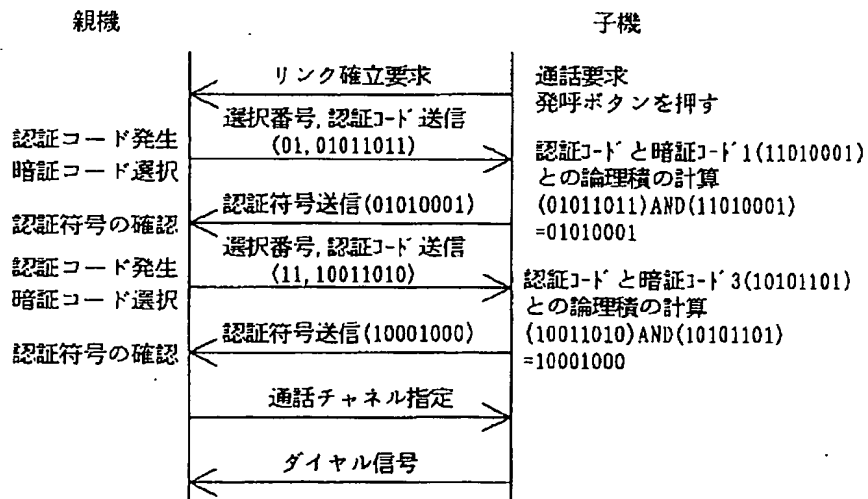 親機
子機
リンク確立要求
通話要求
発呼ボタンを押す
認証コード発生
暗証コード選択
選択番号,認証ｺｰﾄﾞ送信
(01,01011011)
認証ｺｰﾄﾞと暗証ｺｰﾄﾞ1(11010001)
との論理積の計算
(01011011)AND(11010001)
=01010001
認証符号送信(01010001)
認証符号の確認
選択番号,認証ｺｰﾄﾞ送信
(11,10011010)
認証コード発生
暗証コード選択
認証ｺｰﾄﾞと暗証ｺｰﾄﾞ3(10101101)
との論理積の計算
(10011010)AND(10101101)
=10001000
認証符号送信(10001000)
認証符号の確認
通話チャネル指定
ダイヤル信号